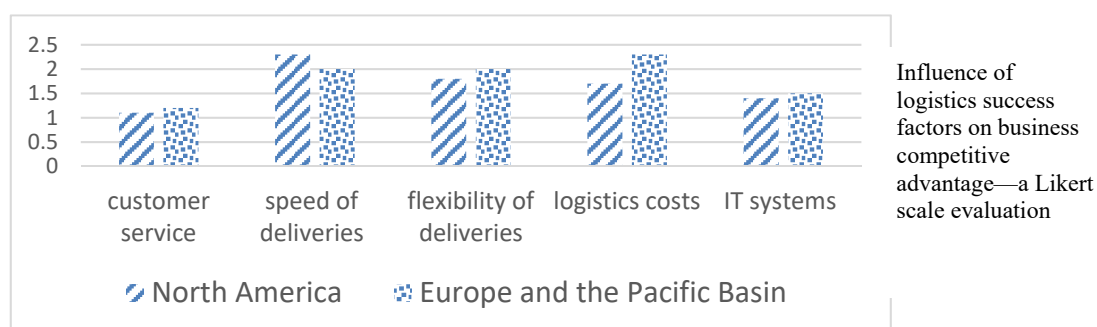 2.5
2
1.5
1
0.5
0
customer service
speed of deliveries
flexibility of deliveries
logistics costs
IT systems
North America
Europe and the Pacific Basin
Influence of
logistics success
factors on business
competitive
advantage—a Likert
scale evaluation